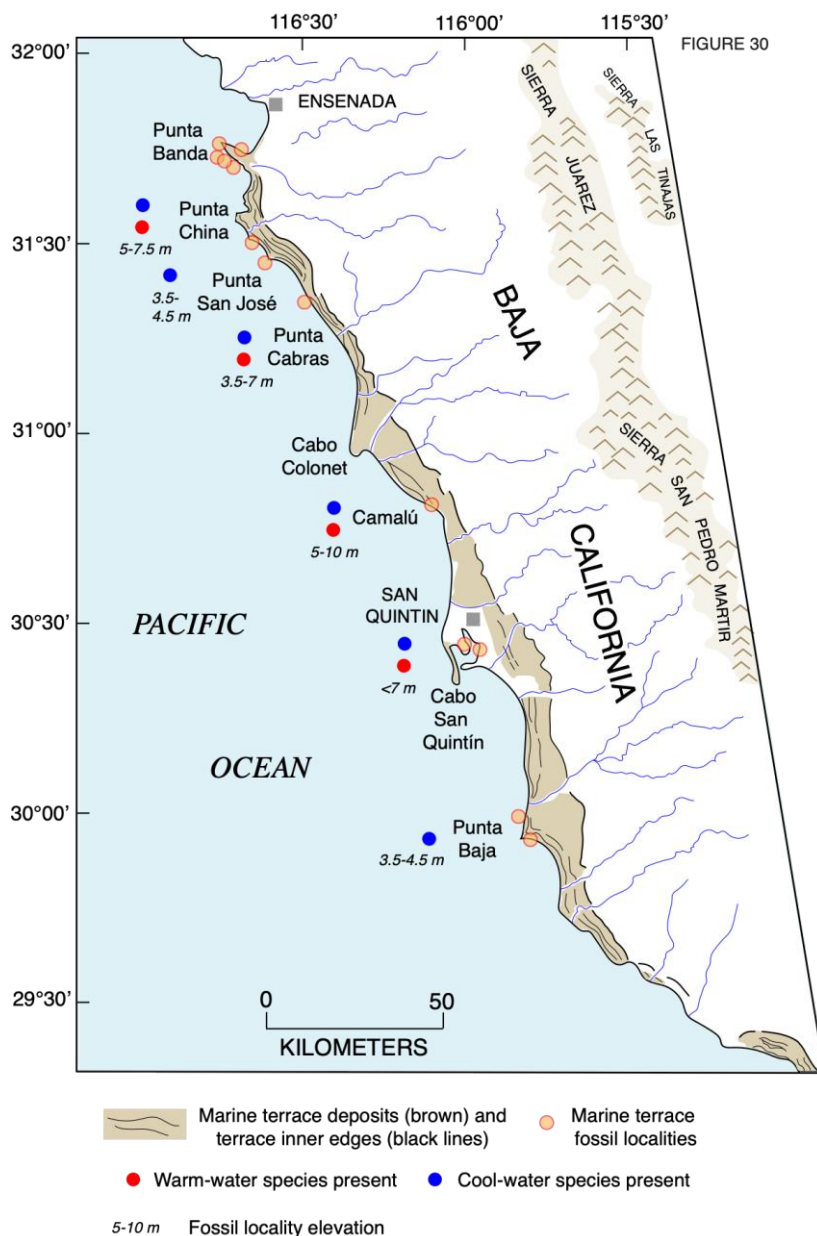 116°30'
116°00'
115°30'
FIGURE 30
32°00'
31°30'
31°00'
30°30'
30°00'
29°30'
ENSENADA
Punta
Banda
Punta
China
5-7.5 m
3.5-
4.5 m
Punta
San José
Punta
Cabras
3.5-7 m
Cabo
Colonet
Camalú
5-10 m
SAN
QUINTIN
<7 m
Cabo
San
Quintín
Punta
Baja
3.5-4.5 m
PACIFIC
OCEAN
BAJA
CALIFORNIA
SIERRA
JUAREZ
SIERRA
LAS
TINAJAS
SIERRA
SAN
PEDRO
MARTIR
0
50
KILOMETERS
Marine terrace deposits (brown) and
terrace inner edges (black lines)
Marine terrace
fossil localities
Warm-water species present
Cool-water species present
5-10 m Fossil locality elevation